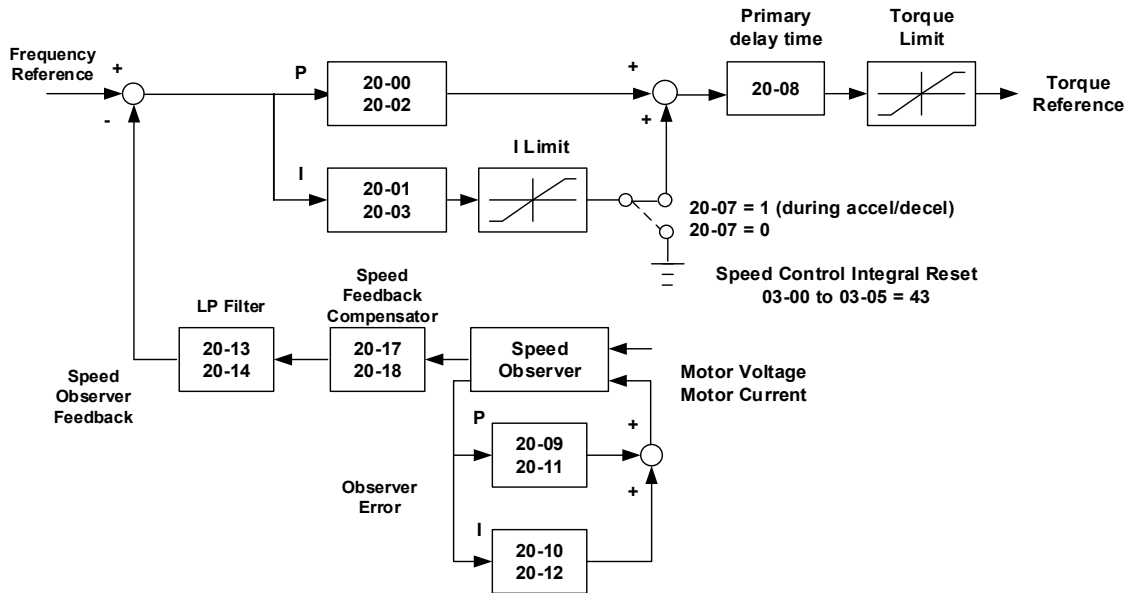 Primary
delay time
Torque
Limit
Frequency
Reference
+
-
P
20-00
20-02
+
+
20-08
Torque
Reference
I
20-01
20-03
I Limit
20-07 = 1 (during accel/decel)
20-07 = 0
Speed Control Integral Reset
03-00 to 03-05 = 43
LP Filter
20-13
20-14
Speed
Feedback
Compensator
20-17
20-18
Speed
Observer
Motor Voltage
Motor Current
Speed
Observer
Feedback
P
20-09
20-11
+
+
Observer
Error
I
20-10
20-12